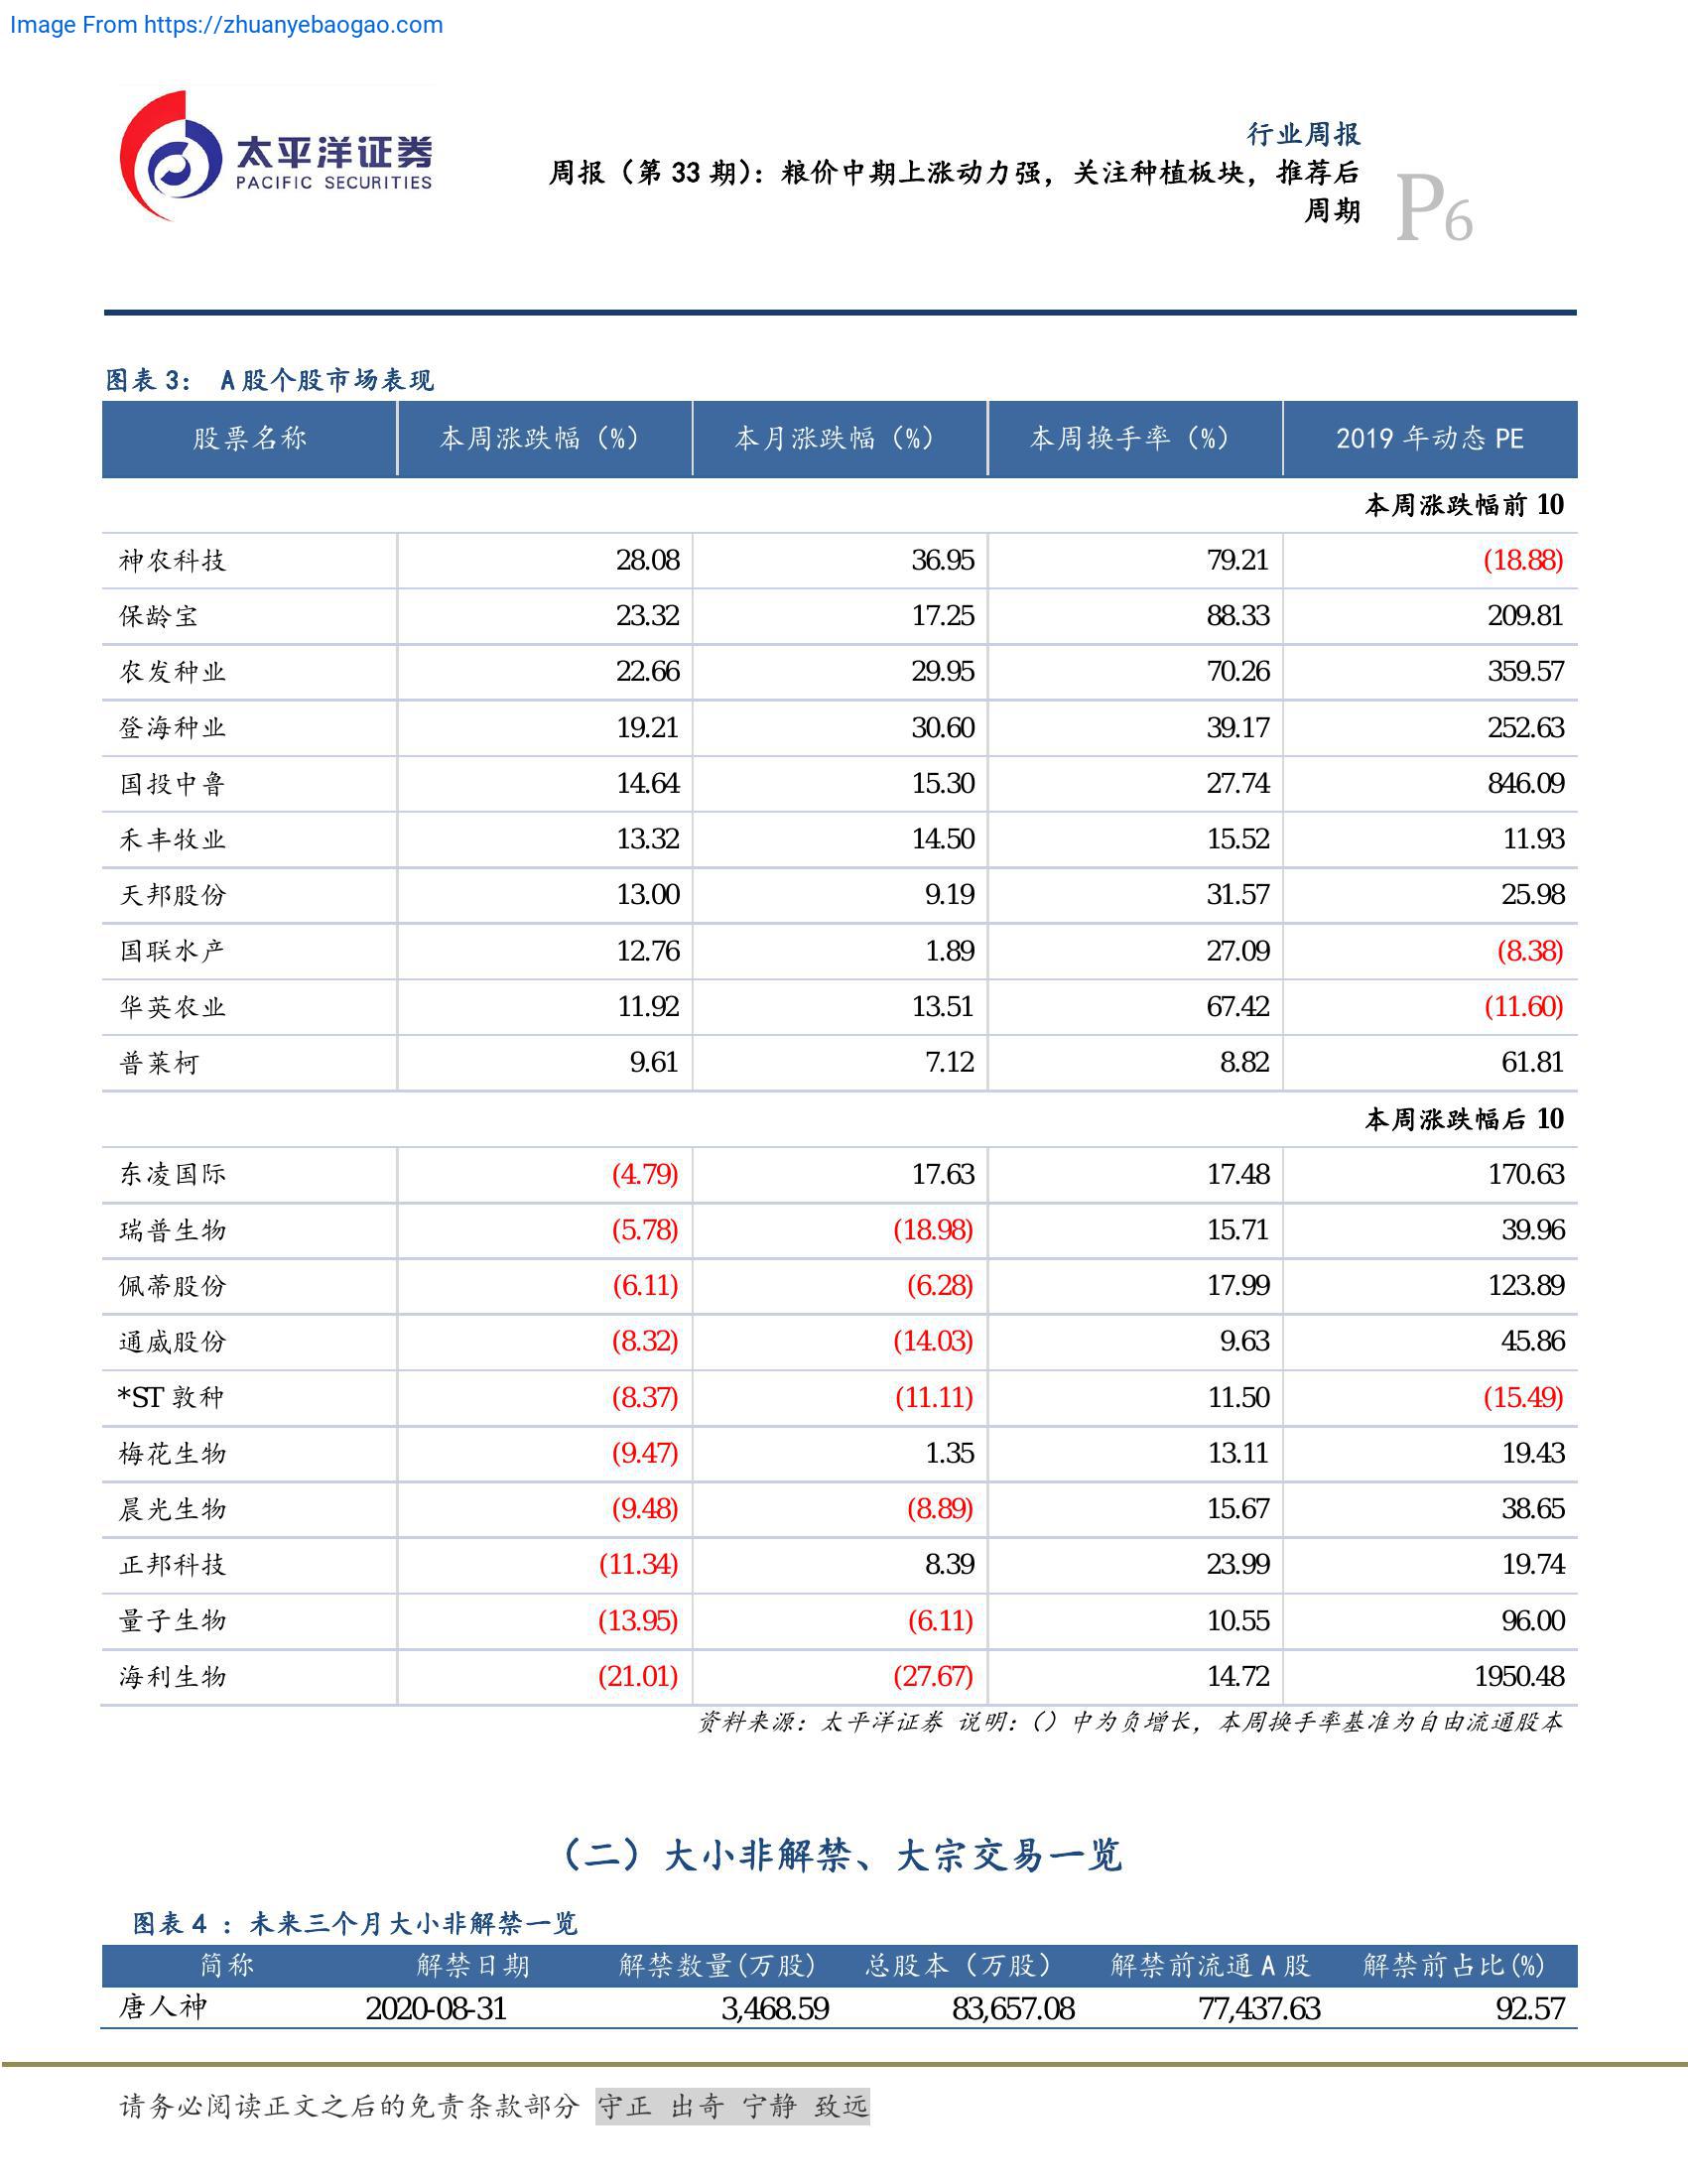 Image From https://zhuanyebaogao.com
太平洋证券
PACIFIC SECURITIES
行业周报
周报（第 33 期）：粮价中期上涨动力强，关注种植板块，推荐后
周期
P6
图表 3： A 股个股市场表现
股票名称 本周涨跌幅（%） 本月涨跌幅（%） 本周换手率（%） 2019 年动态 PE
本周涨跌幅前 10
神农科技 28.08 36.95 79.21 (18.88)
保龄宝 23.32 17.25 88.33 209.81
农发种业 22.66 29.95 70.26 359.57
登海种业 19.21 30.60 39.17 252.63
国投中鲁 14.64 15.30 27.74 846.09
禾丰牧业 13.32 14.50 15.52 11.93
天邦股份 13.00 9.19 31.57 25.98
国联水产 12.76 1.89 27.09 (8.38)
华英农业 11.92 13.51 67.42 (11.60)
普莱柯 9.61 7.12 8.82 61.81
本周涨跌幅后 10
东凌国际 (4.79) 17.63 17.48 170.63
瑞普生物 (5.78) (18.98) 15.71 39.96
佩蒂股份 (6.11) (6.28) 17.99 123.89
通威股份 (8.32) (14.03) 9.63 45.86
*ST 敦种 (8.37) (11.11) 11.50 (15.49)
梅花生物 (9.47) 1.35 13.11 19.43
晨光生物 (9.48) (8.89) 15.67 38.65
正邦科技 (11.34) 8.39 23.99 19.74
量子生物 (13.95) (6.11) 10.55 96.00
海利生物 (21.01) (27.67) 14.72 1950.48
资料来源：太平洋证券 说明：（）中为负增长，本周换手率基准为自由流通股本
（二）大小非解禁、大宗交易一览
图表 4 ：未来三个月大小非解禁一览
简称 解禁日期 解禁数量(万股) 总股本（万股） 解禁前流通 A 股 解禁前占比(%)
唐人神 2020-08-31 3,468.59 83,657.08 77,437.63 92.57
请务必阅读正文之后的免责条款部分 守正 出奇 宁静 致远